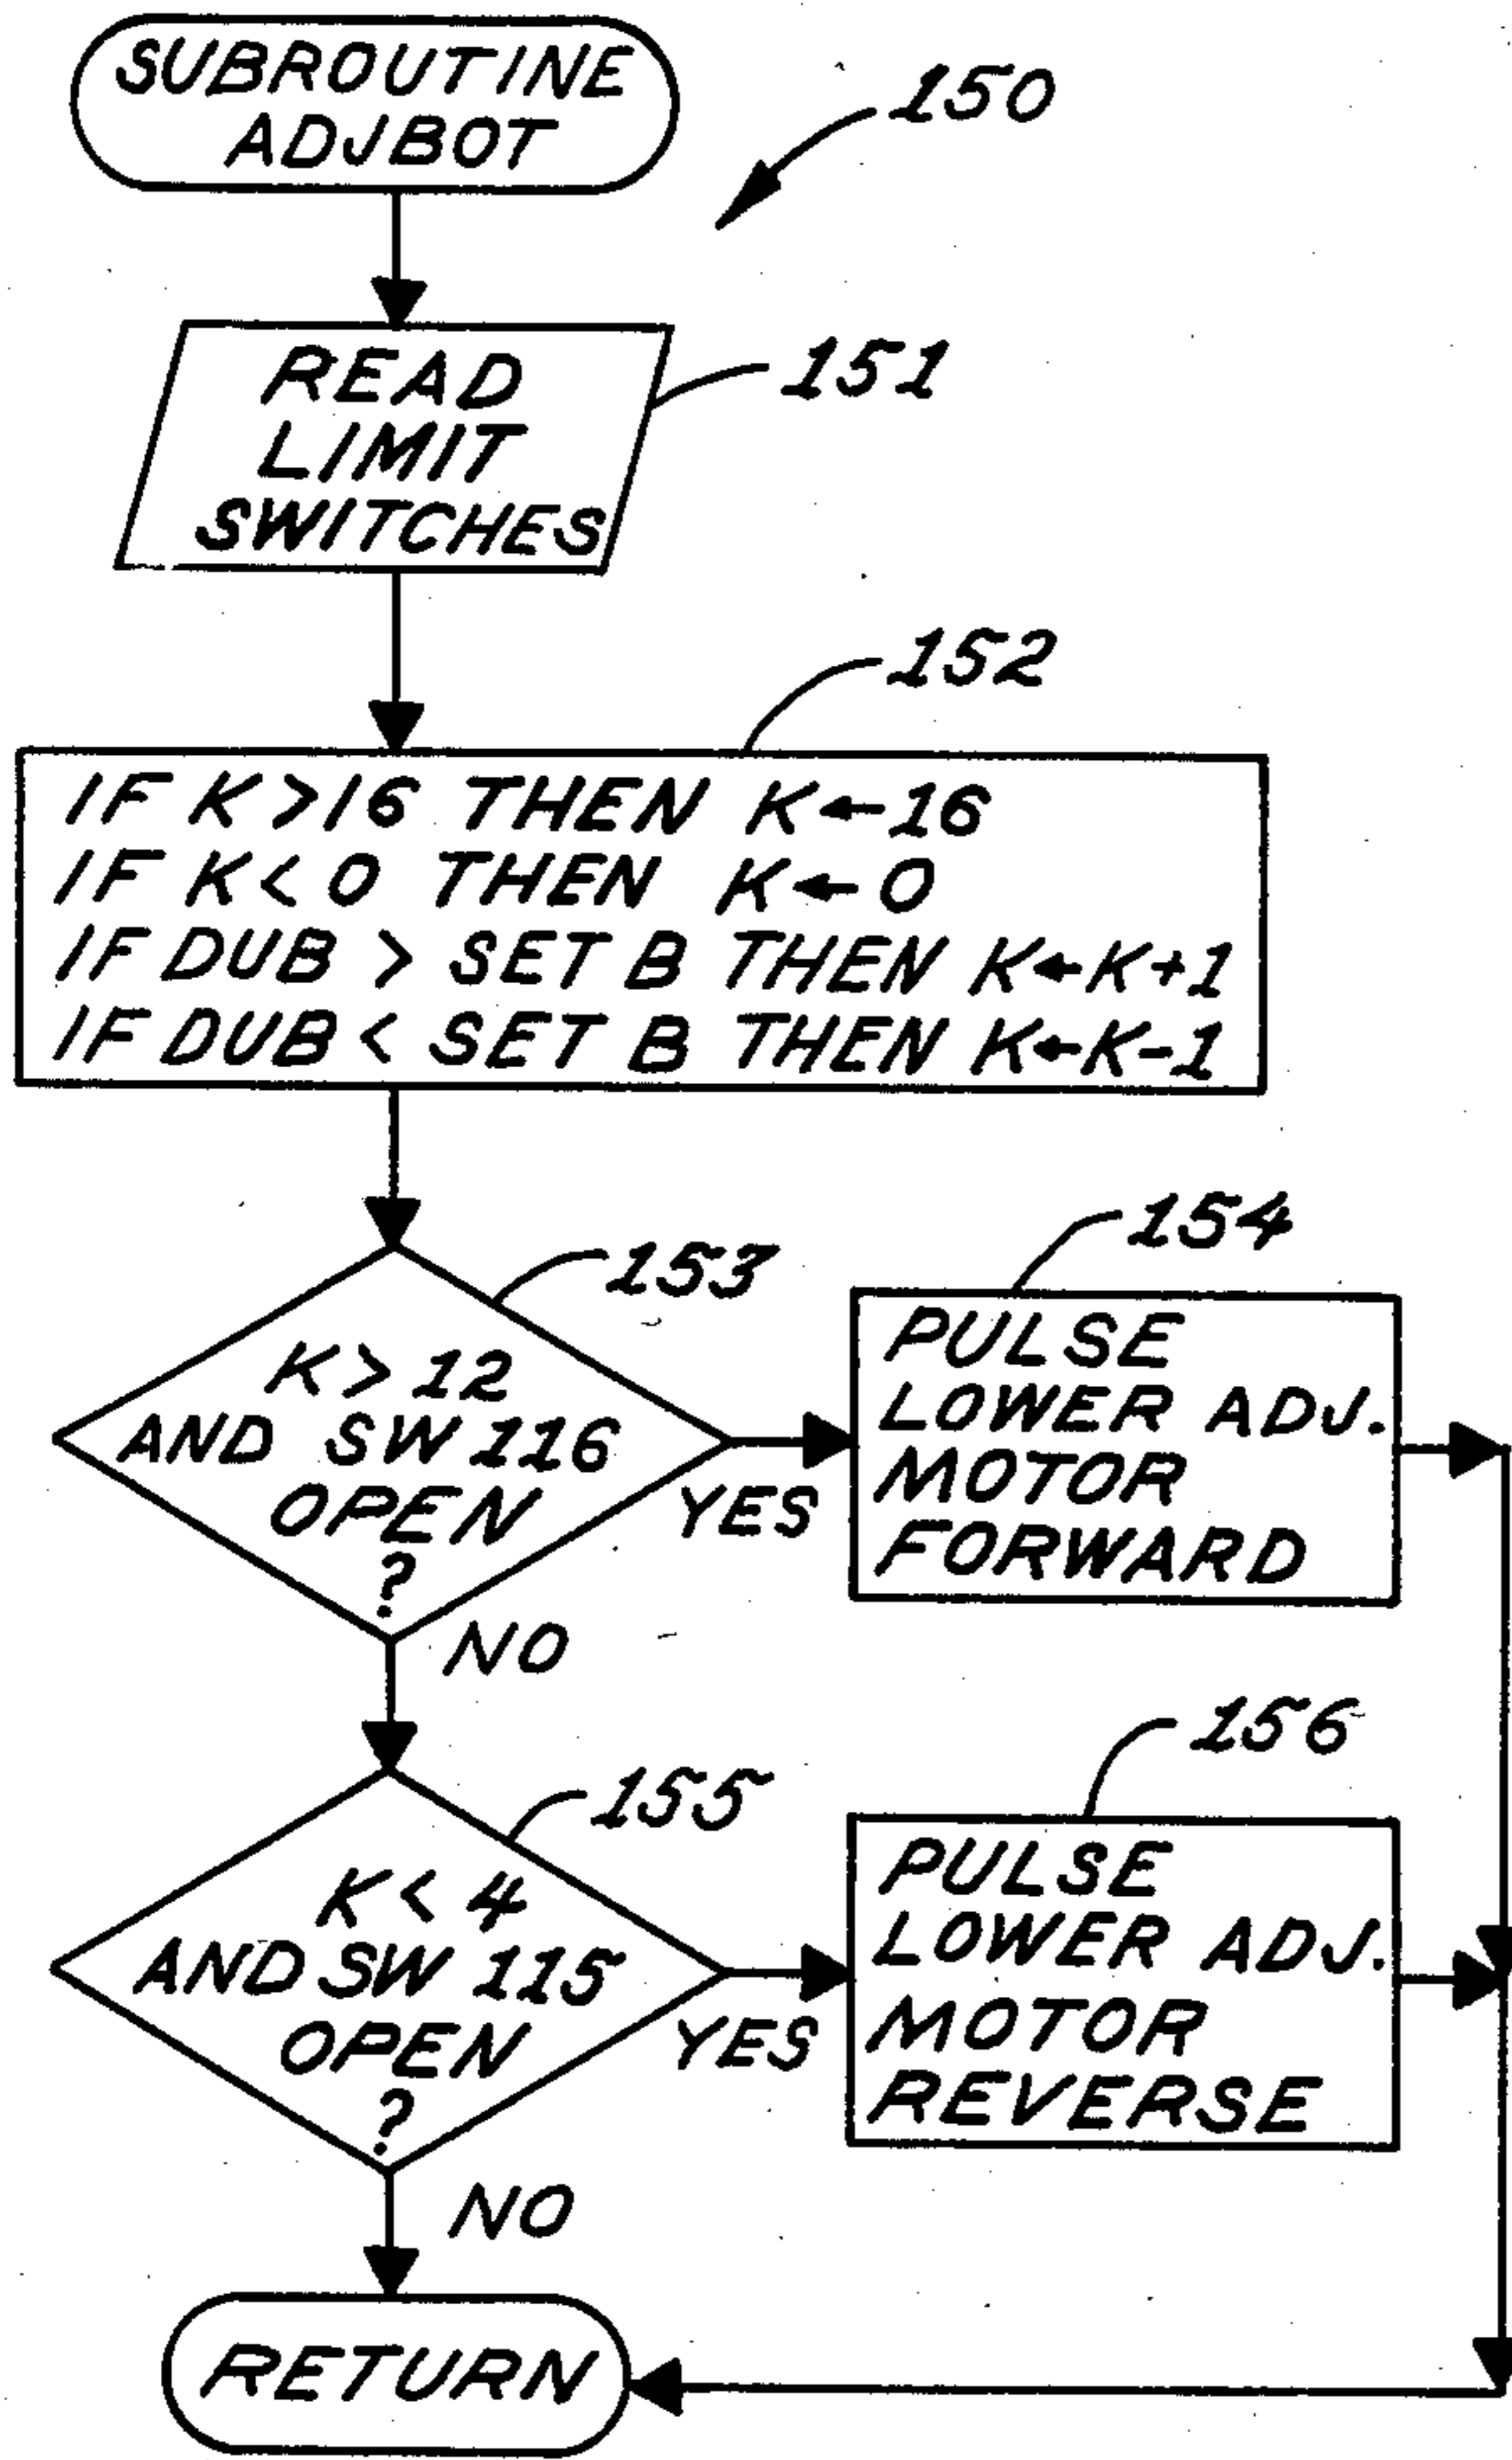 SUBROUTINE
ADJBOT
150
READ
LIMIT
SWITCHES
151
152
IF K >16 THEN K←16
IF K< 0 THEN K← 0
IF DUB > SET B THEN K←K+1
IF DUB < SET B THEN K←K-1
153
K> 12
AND SW 116
OPEN
?
YES
NO
154
PULSE
LOWER ADJ.
MOTOR
FORWARD
155
K< 4
AND SW 115
OPEN
?
YES
NO
156
PULSE
LOWER ADJ.
MOTOR
REVERSE
RETURN